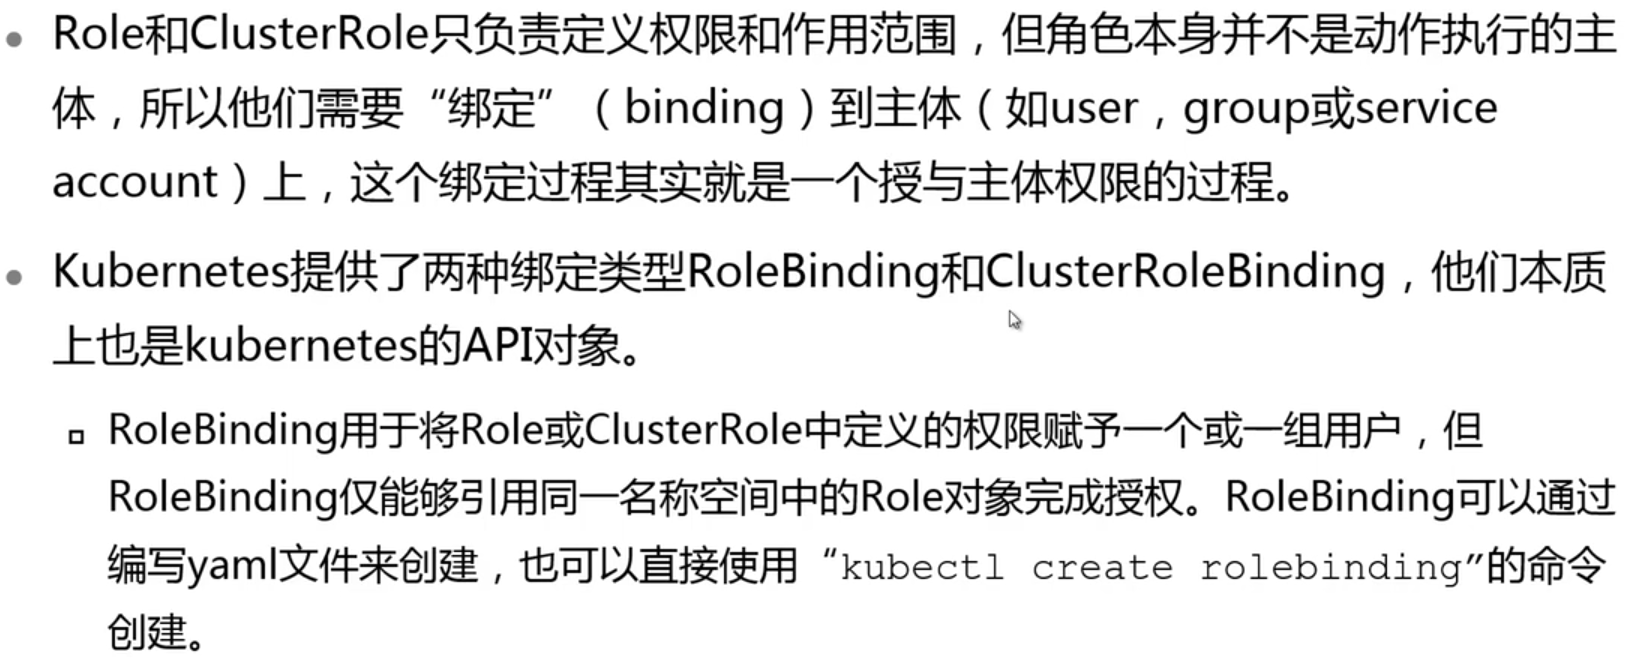 Role和ClusterRole只负责定义权限和作用范围，但角色本身并不是动作执行的主
体，所以他们需要“绑定”（binding）到主体（如user，group或service
account）上，这个绑定过程其实就是一个授与主体权限的过程。
Kubernetes提供了两种绑定类型RoleBinding和ClusterRoleBinding，他们本质
上也是kubernetes的API对象。
RoleBinding用于将Role或ClusterRole中定义的权限赋予一个或一组用户，但
RoleBinding仅能够引用同一名称空间中的Role对象完成授权。RoleBinding可以通过
编写yaml文件来创建，也可以直接使用“kubectl create rolebinding”的命令
创建。